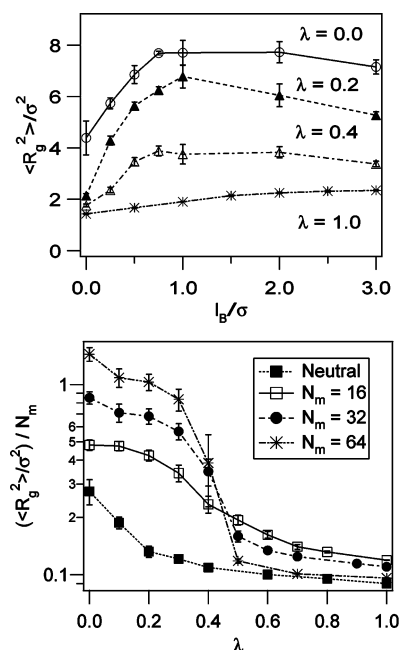 <R_g^2>/σ^2
8
6
4
2
0
λ = 0.0
λ = 0.2
λ = 0.4
λ = 1.0
0.0 1.0 2.0 3.0
l_B/σ
(<R_g^2>/σ^2) / N_m
1
6
5
4
3
2
0.1
Neutral
N_m = 16
N_m = 32
N_m = 64
0.0 0.2 0.4 0.6 0.8 1.0
λ